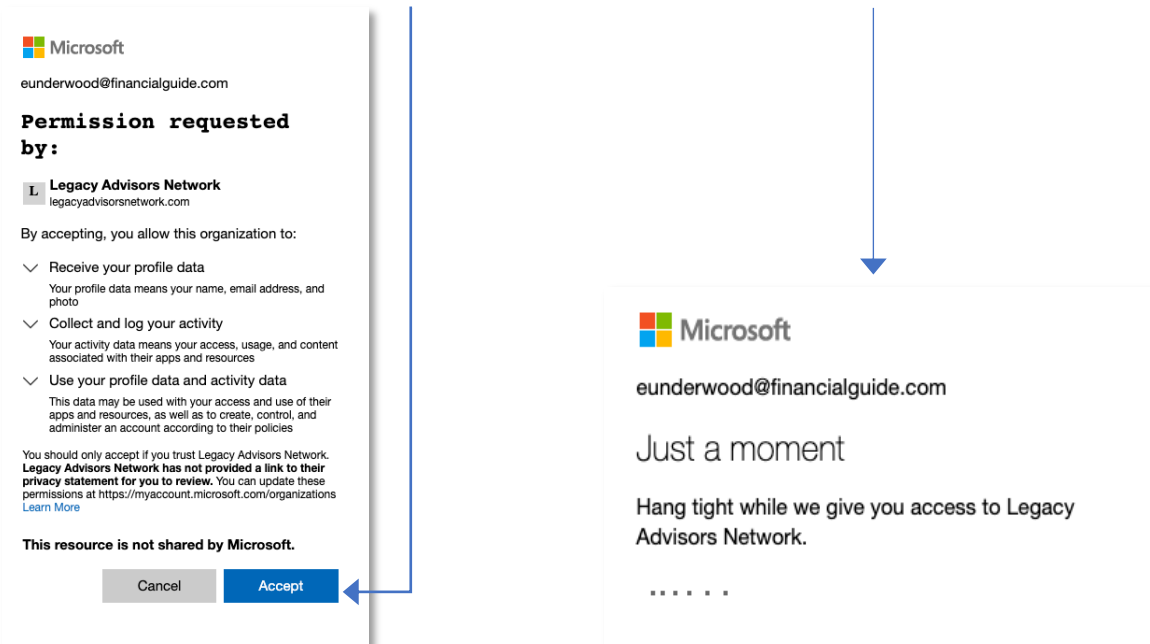 Microsoft
eunderwood@financialguide.com
Permission requested
by:
L
Legacy Advisors Network
legacyadvisorsnetwork.com
By accepting, you allow this organization to:
Receive your profile data
Your profile data means your name, email address, and
photo
Collect and log your activity
Your activity data means your access, usage, and content
associated with their apps and resources
Use your profile data and activity data
This data may be used with your access and use of their
apps and resources, as well as to create, control, and
administer an account according to their policies
You should only accept if you trust Legacy Advisors Network.
Legacy Advisors Network has not provided a link to their
privacy statement for you to review. You can update these
permissions at https://myaccount.microsoft.com/organizations
Learn More
This resource is not shared by Microsoft.
Cancel
Accept
Microsoft
eunderwood@financialguide.com
Just a moment
Hang tight while we give you access to Legacy
Advisors Network.